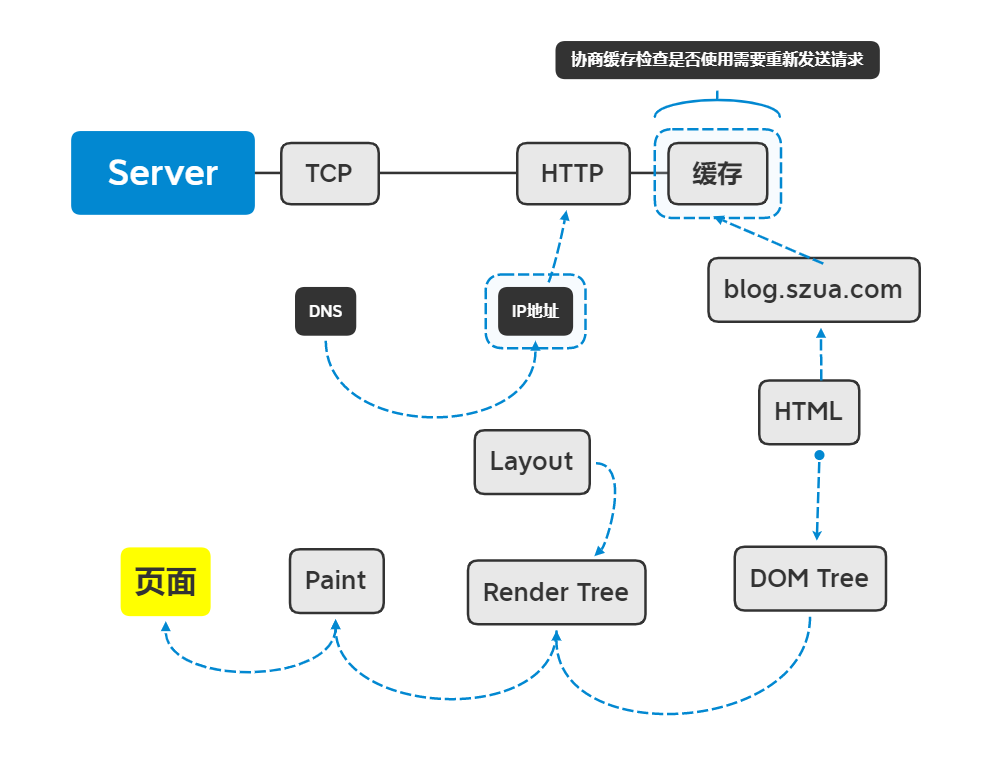 协商缓存检查是否使用需要重新发送请求
Server
TCP
HTTP
缓存
blog.szua.com
DNS
IP地址
HTML
Layout
页面
Paint
Render Tree
DOM Tree